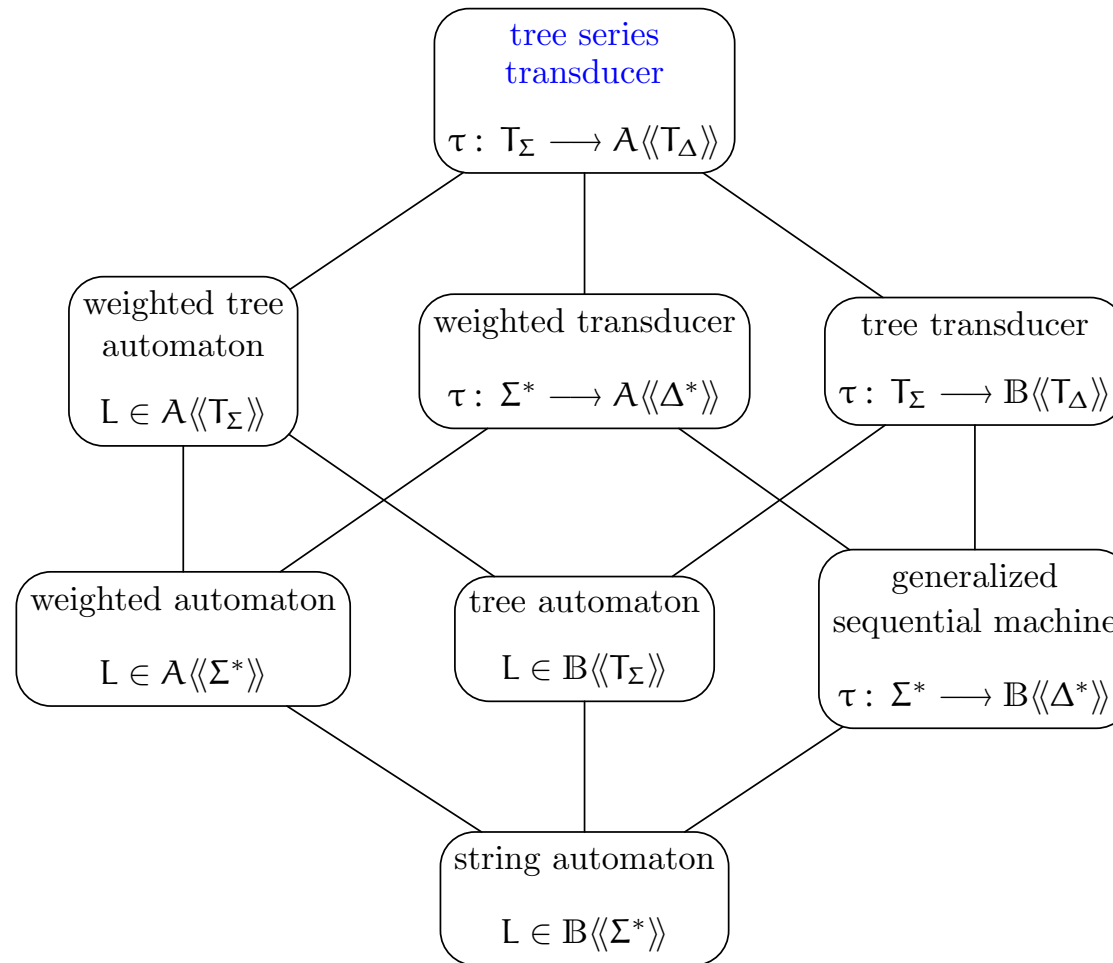 tree series
transducer
τ : T_Σ ⟶ A⟨⟨T_Δ⟩⟩
weighted tree
automaton
L ∈ A⟨⟨T_Σ⟩⟩
weighted transducer
τ : Σ* ⟶ A⟨⟨Δ*⟩⟩
tree transducer
τ : T_Σ ⟶ 𝔹⟨⟨T_Δ⟩⟩
weighted automaton
L ∈ A⟨⟨Σ*⟩⟩
tree automaton
L ∈ 𝔹⟨⟨T_Σ⟩⟩
generalized
sequential machine
τ : Σ* ⟶ 𝔹⟨⟨Δ*⟩⟩
string automaton
L ∈ 𝔹⟨⟨Σ*⟩⟩